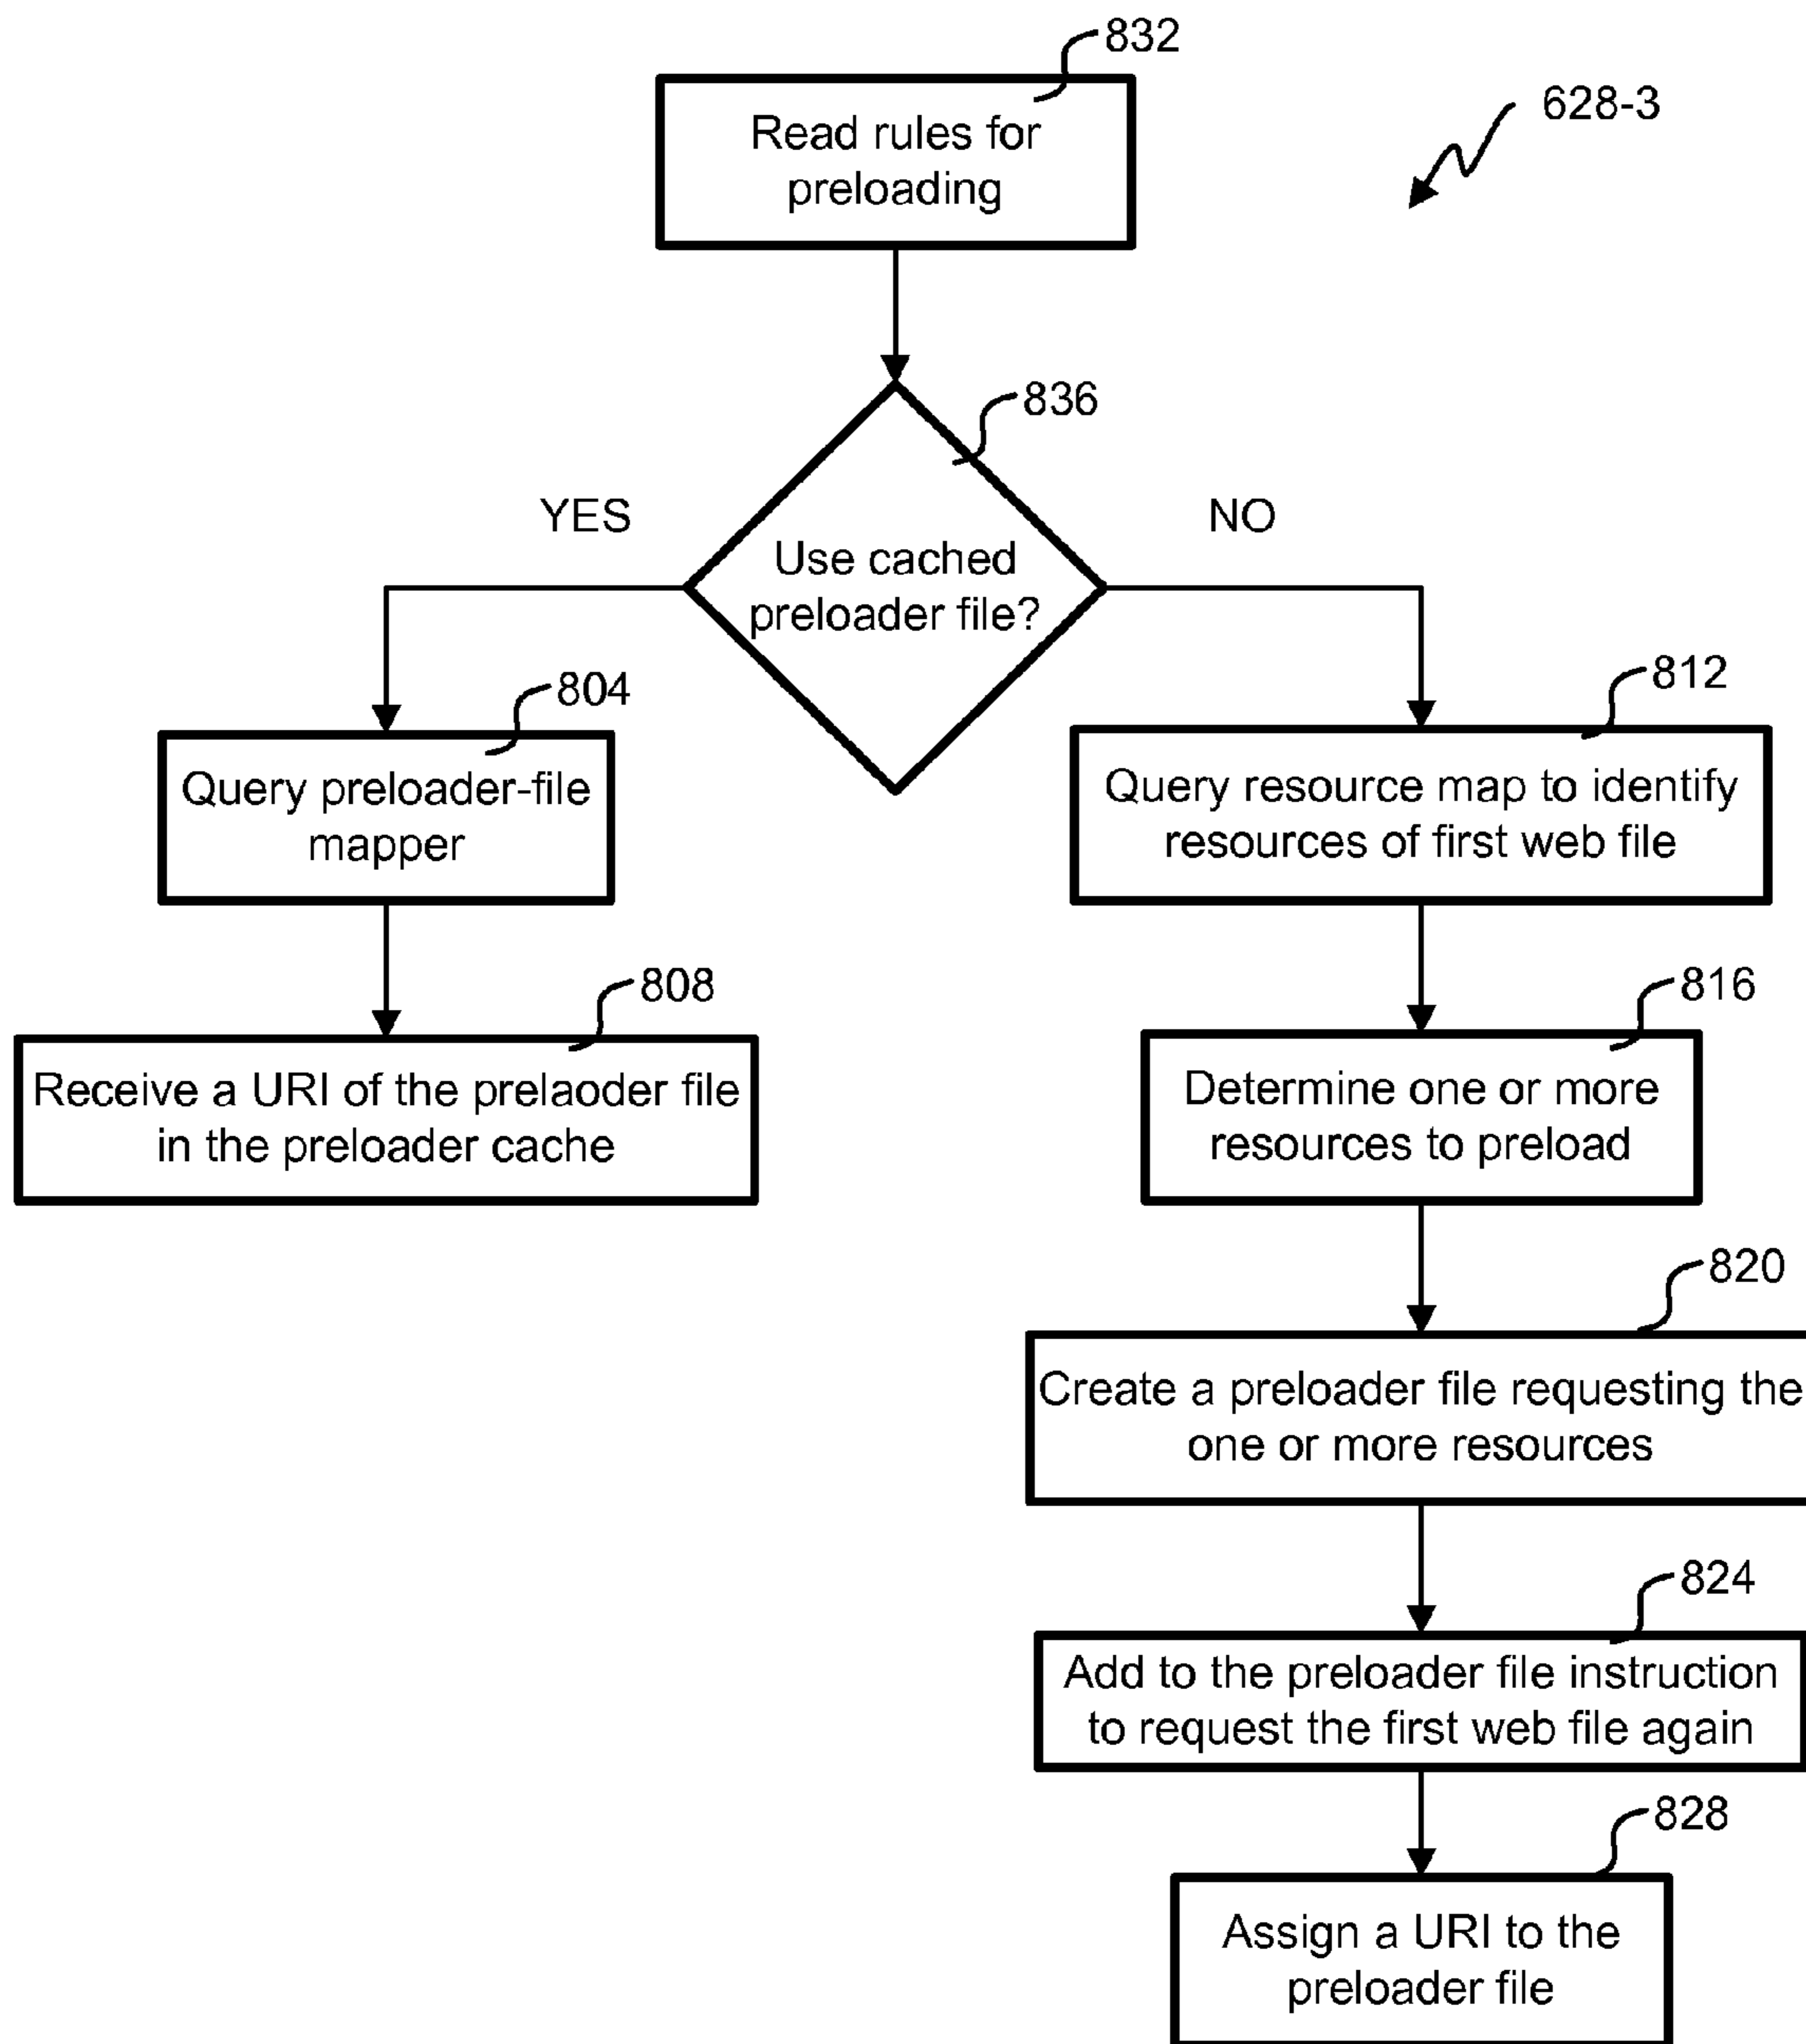 832
Read rules for
preloading
628-3
836
YES
NO
Use cached
preloader file?
804
Query preloader-file
mapper
812
Query resource map to identify
resources of first web file
808
Receive a URI of the prelaoder file
in the preloader cache
816
Determine one or more
resources to preload
820
Create a preloader file requesting the
one or more resources
824
Add to the preloader file instruction
to request the first web file again
828
Assign a URI to the
preloader file